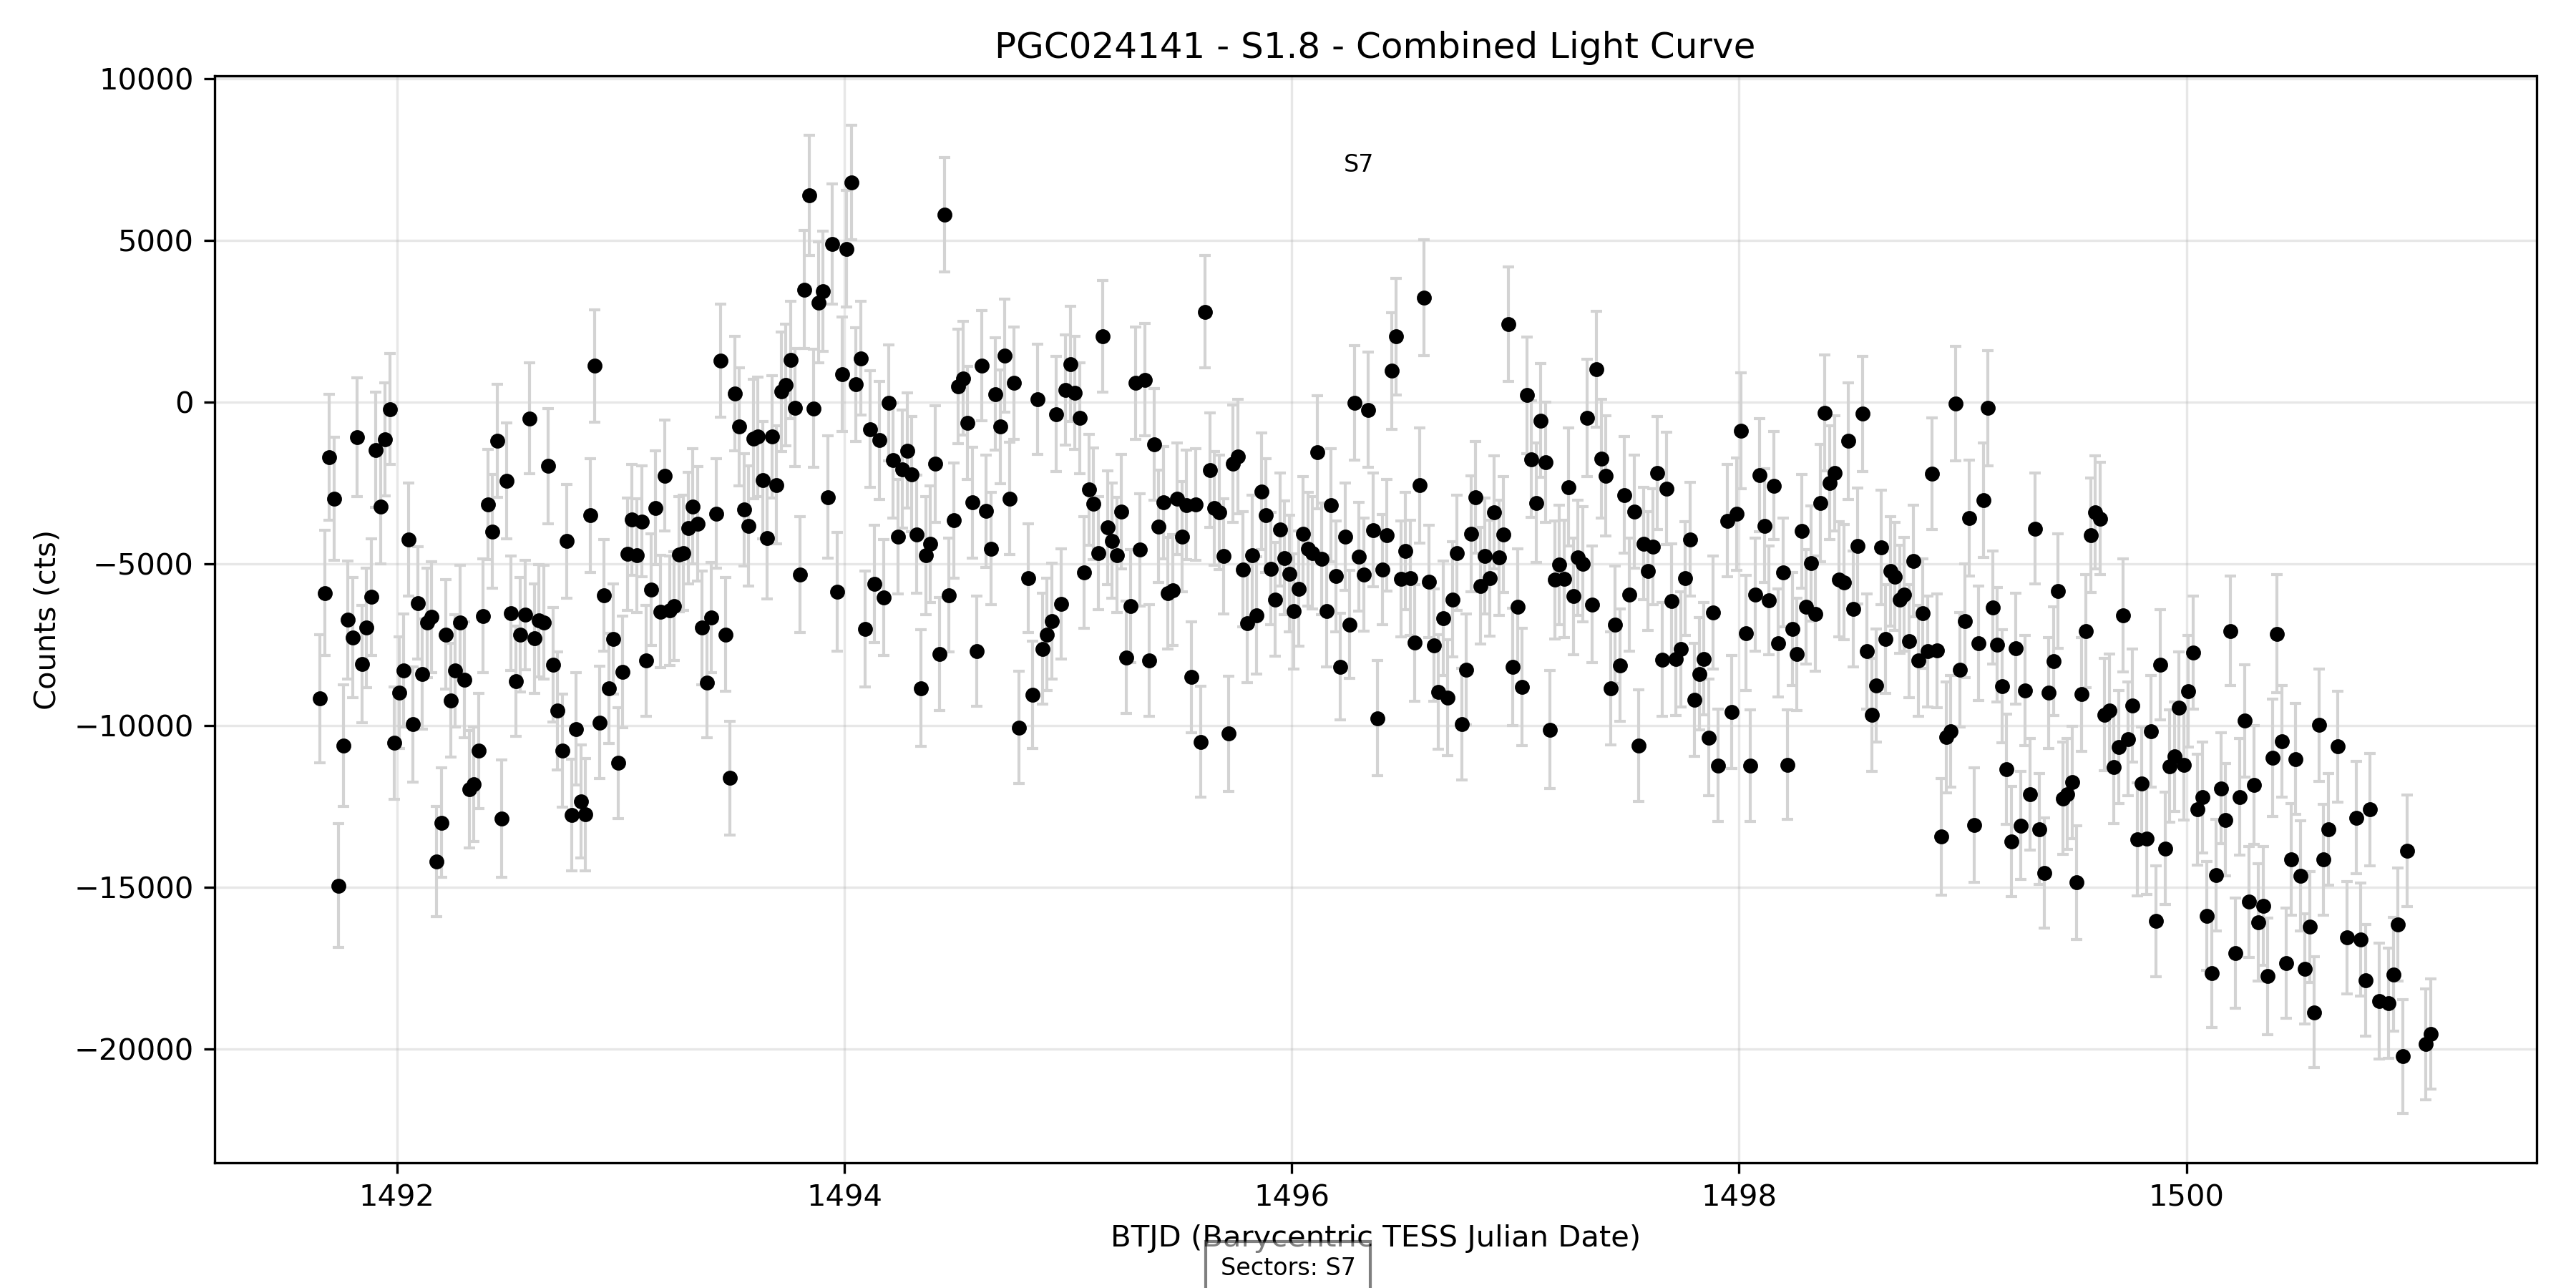 PGC024141 - S1.8 - Combined Light Curve
10000
5000
0
−5000
−10000
−15000
−20000
Counts (cts)
S7
1492
1494
1496
1498
1500
BTJD (Barycentric TESS Julian Date)
Sectors: S7